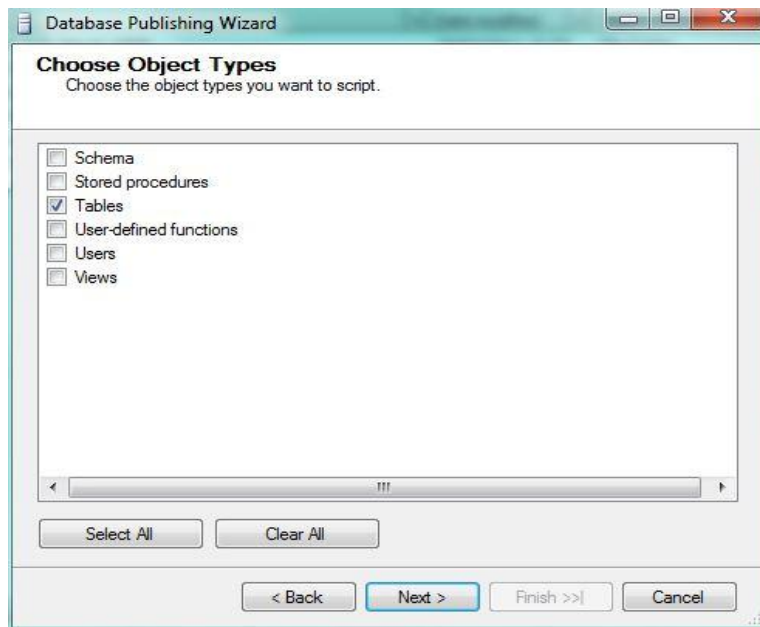 Database Publishing Wizard
Choose Object Types
Choose the object types you want to script.
Schema
Stored procedures
Tables
User-defined functions
Users
Views
Select All
Clear All
< Back
Next >
Finish >>|
Cancel